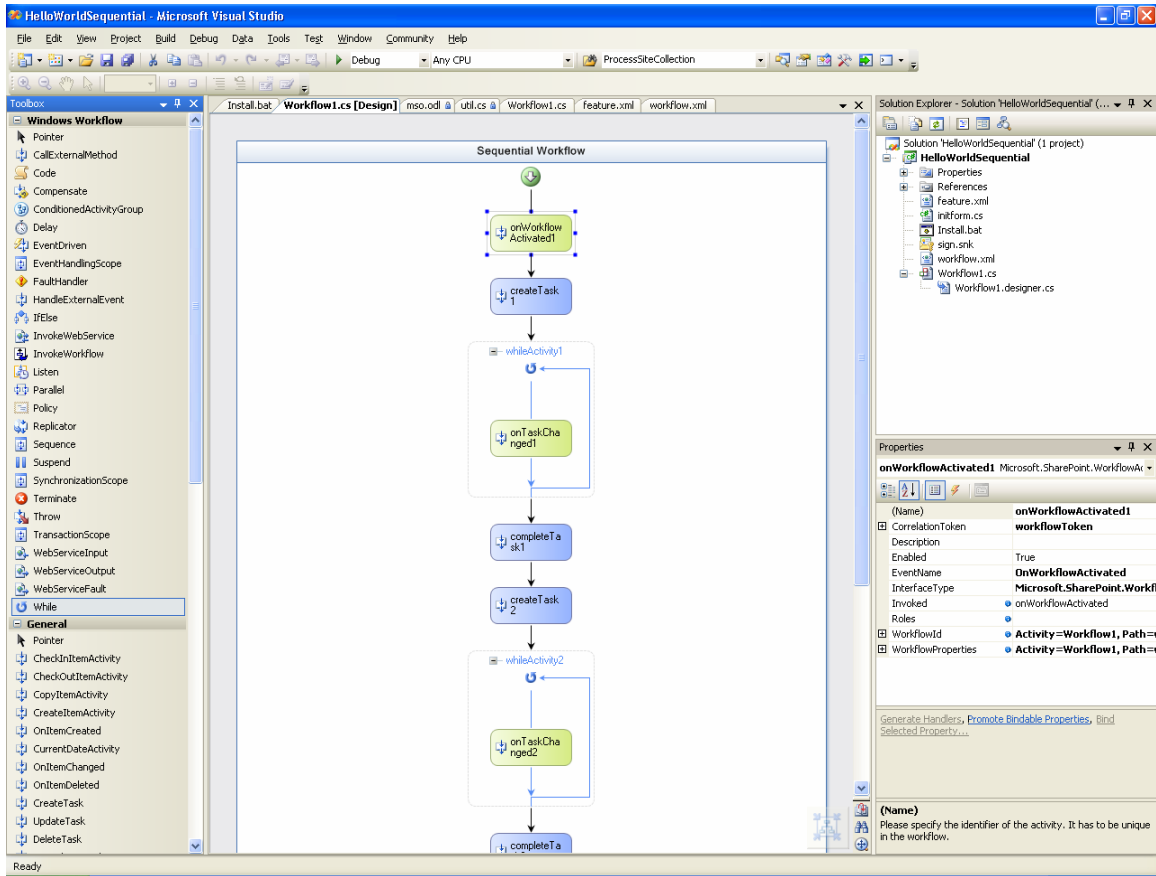 HelloWorldSequential - Microsoft Visual Studio
File Edit View Project Build Debug Data Tools Test Window Community Help
Debug Any CPU ProcessSiteCollection
Toolbox
Windows Workflow
Pointer
CallExternalMethod
Code
Compensate
ConditionedActivityGroup
Delay
EventDriven
EventHandlingScope
FaultHandler
HandleExternalEvent
IfElse
InvokeWebService
InvokeWorkflow
Listen
Parallel
Policy
Replicator
Sequence
Suspend
SynchronizationScope
Terminate
Throw
TransactionScope
WebServiceInput
WebServiceOutput
WebServiceFault
While
General
Pointer
CheckInItemActivity
CheckOutItemActivity
CopyItemActivity
CreateItemActivity
OnItemCreated
CurrentDateActivity
OnItemChanged
OnItemDeleted
CreateTask
UpdateTask
DeleteTask
Install.bat Workflow1.cs [Design] mso.odl util.cs Workflow1.cs feature.xml workflow.xml
Sequential Workflow
onWorkflow
Activated1
createTask
1
whileActivity1
onTaskCha
nged1
completeTa
sk1
createTask
2
whileActivity2
onTaskCha
nged2
completeTa
Solution Explorer - Solution 'HelloWorldSequential' (...
Solution 'HelloWorldSequential' (1 project)
HelloWorldSequential
Properties
References
feature.xml
initform.cs
Install.bat
sign.snk
workflow.xml
Workflow1.cs
Workflow1.designer.cs
Properties
onWorkflowActivated1 Microsoft.SharePoint.WorkflowAc
(Name) onWorkflowActivated1
CorrelationToken workflowToken
Description
Enabled True
EventName OnWorkflowActivated
InterfaceType Microsoft.SharePoint.Workfl
Invoked onWorkflowActivated
Roles
WorkflowId Activity=Workflow1, Path=
WorkflowProperties Activity=Workflow1, Path=
Generate Handlers, Promote Bindable Properties, Bind
Selected Property...
(Name)
Please specify the identifier of the activity. It has to be unique
in the workflow.
Ready